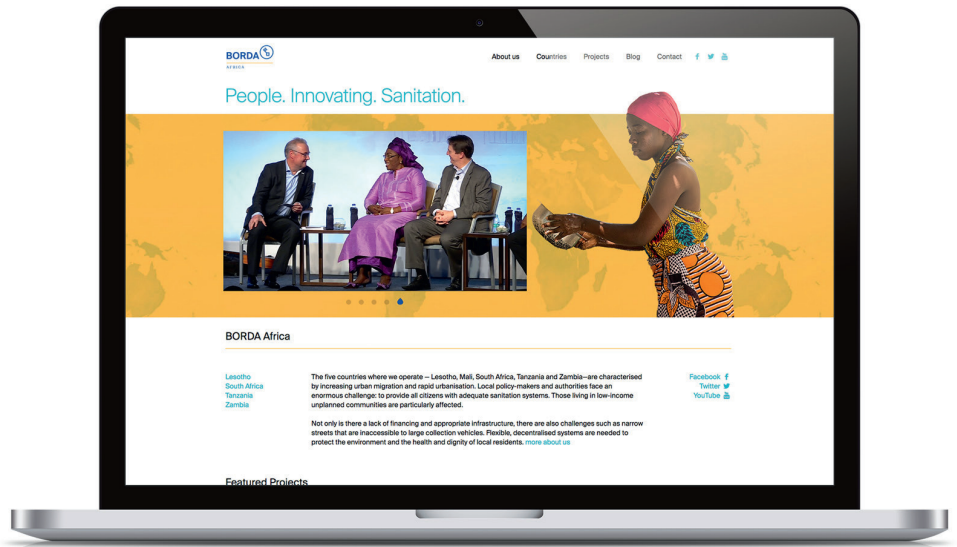 BORDA
AFRICA
About us Countries Projects Blog Contact
People. Innovating. Sanitation.
BORDA Africa
Lesotho
South Africa
Tanzania
Zambia
The five countries where we operate — Lesotho, Mali, South Africa, Tanzania and Zambia—are characterised
by increasing urban migration and rapid urbanisation. Local policy-makers and authorities face an
enormous challenge: to provide all citizens with adequate sanitation systems. Those living in low-income
unplanned communities are particularly affected.
Not only is there a lack of financing and appropriate infrastructure, there are also challenges such as narrow
streets that are inaccessible to large collection vehicles. Flexible, decentralised systems are needed to
protect the environment and the health and dignity of local residents. more about us
Facebook
Twitter
YouTube
Featured Projects